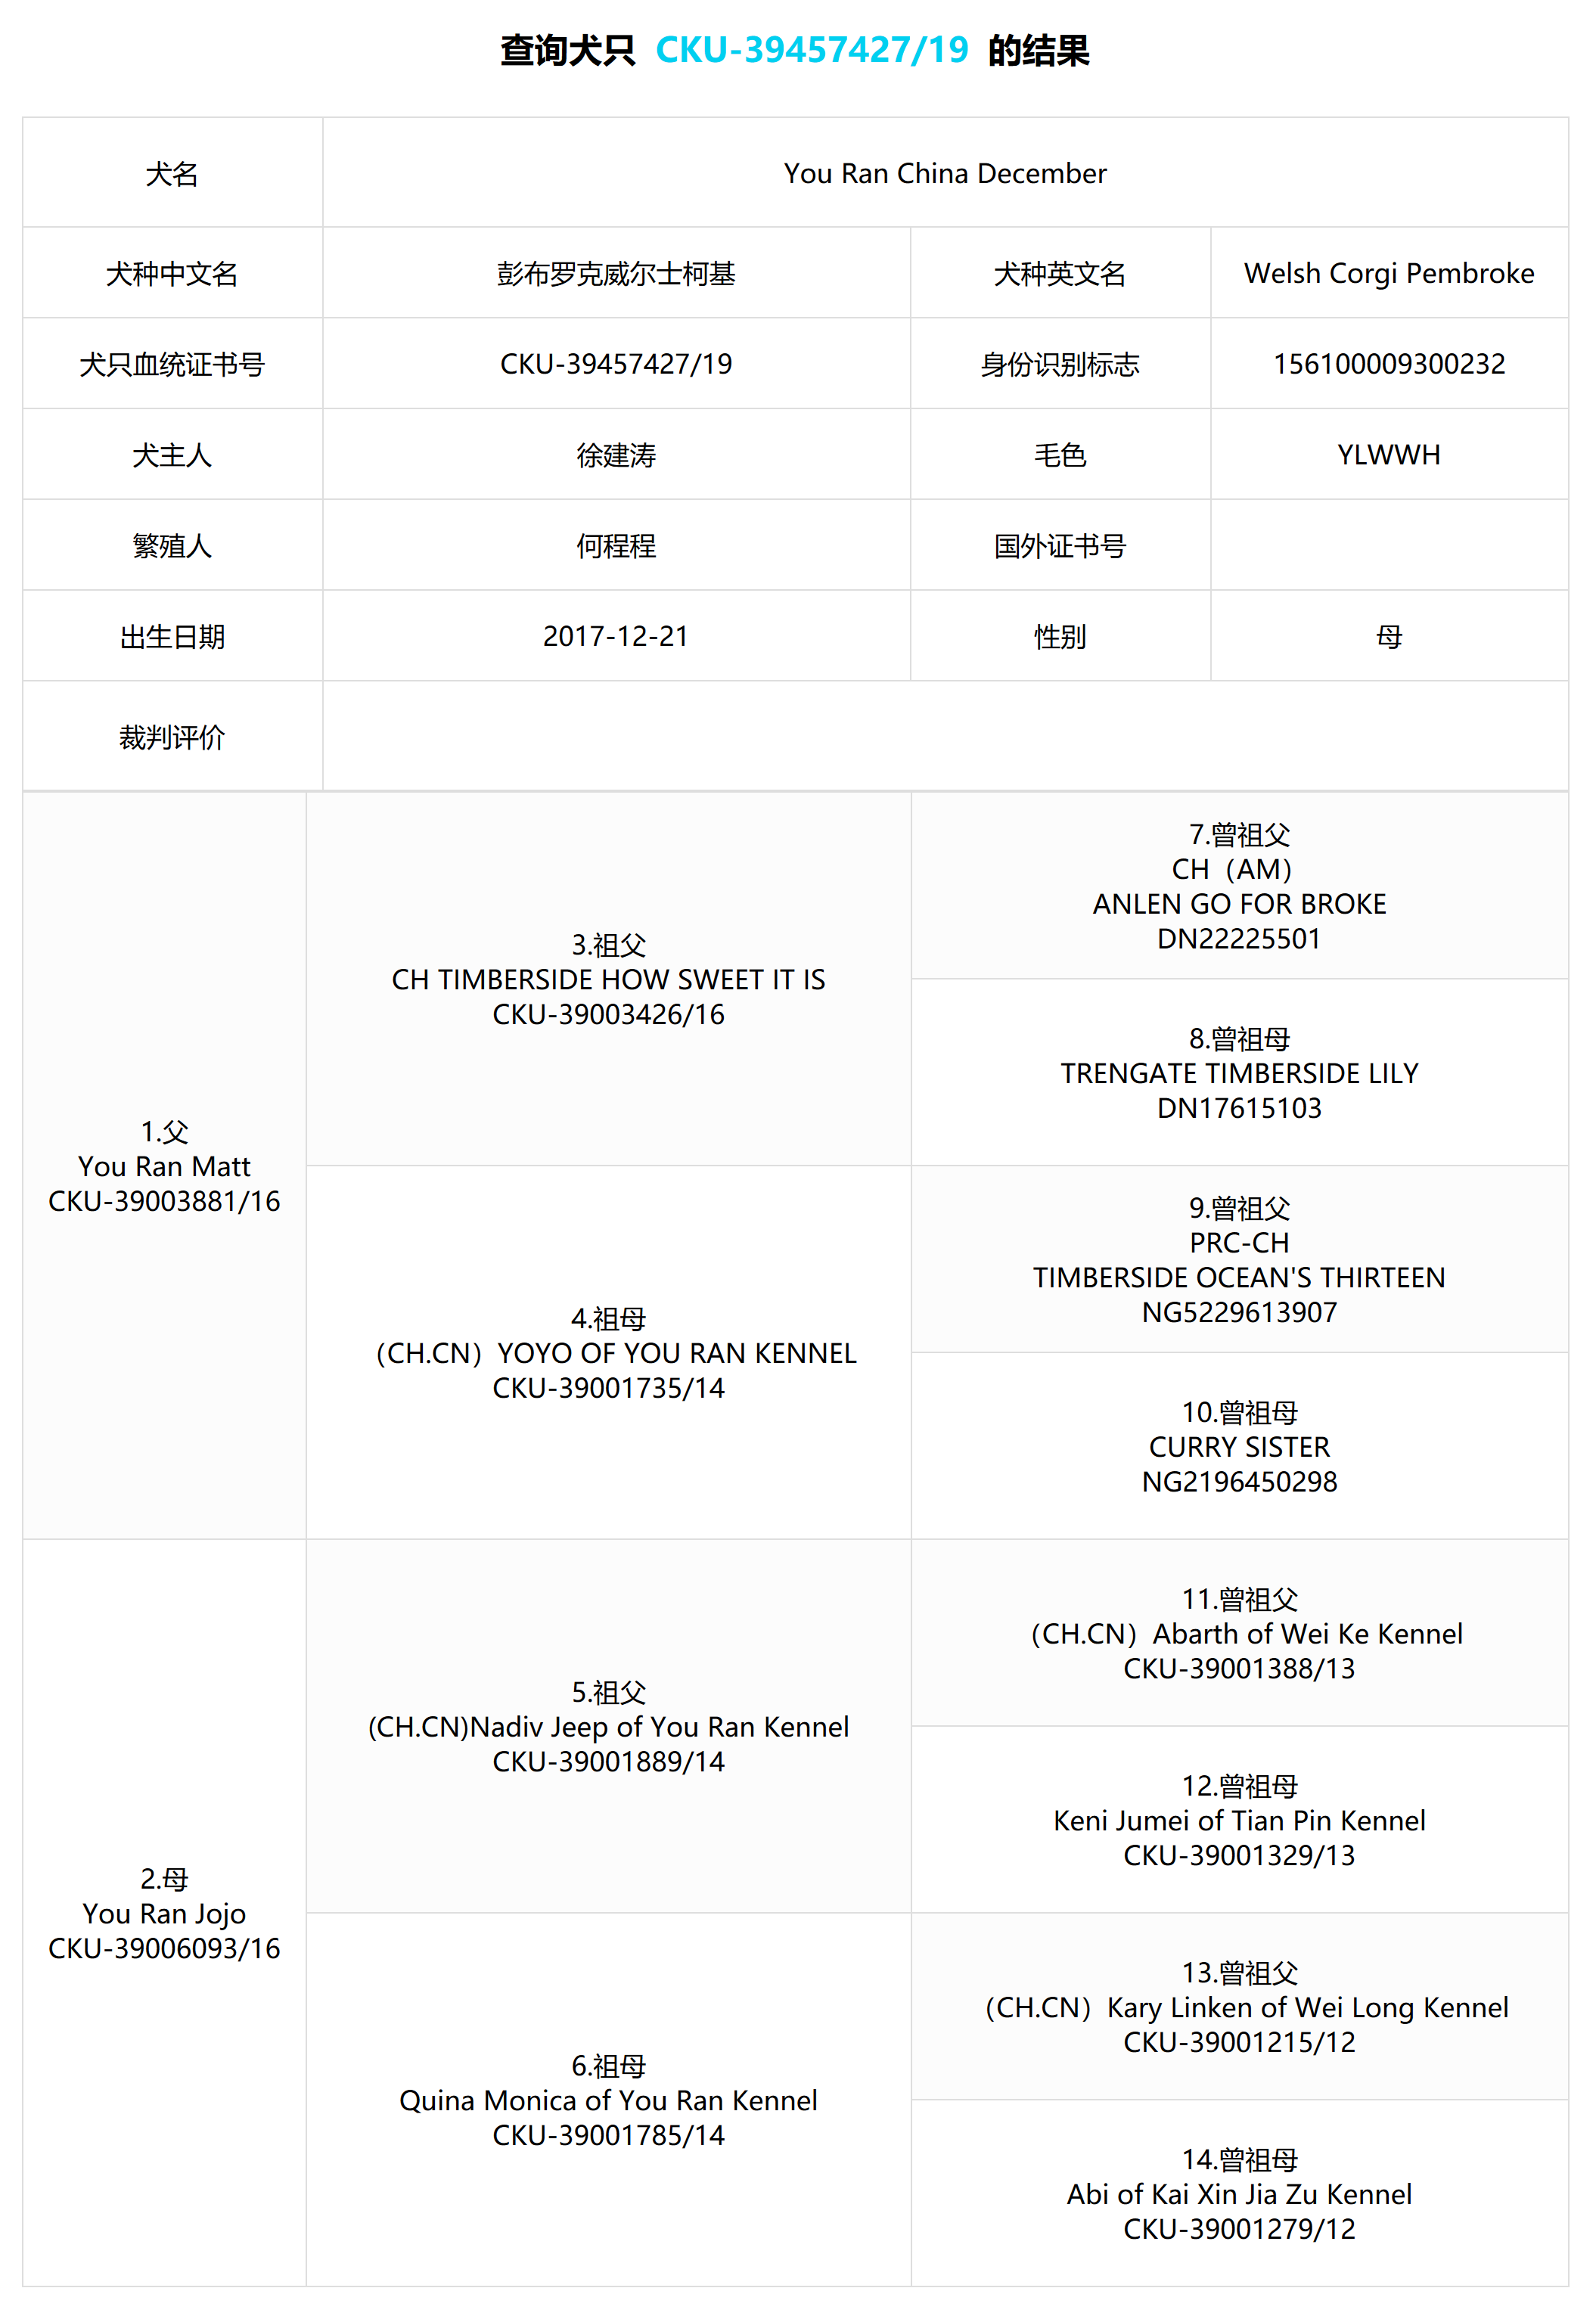 查询犬只 CKU-39457427/19 的结果
犬名 You Ran China December
犬种中文名 彭布罗克威尔士柯基 犬种英文名 Welsh Corgi Pembroke
犬只血统证书号 CKU-39457427/19 身份识别标志 156100009300232
犬主人 徐建涛 毛色 YLWWH
繁殖人 何程程 国外证书号
出生日期 2017-12-21 性别 母
裁判评价
1.父
You Ran Matt
CKU-39003881/16
3.祖父
CH TIMBERSIDE HOW SWEET IT IS
CKU-39003426/16
7.曾祖父
CH（AM）
ANLEN GO FOR BROKE
DN22225501
8.曾祖母
TRENGATE TIMBERSIDE LILY
DN17615103
4.祖母
（CH.CN）YOYO OF YOU RAN KENNEL
CKU-39001735/14
9.曾祖父
PRC-CH
TIMBERSIDE OCEAN'S THIRTEEN
NG5229613907
10.曾祖母
CURRY SISTER
NG2196450298
2.母
You Ran Jojo
CKU-39006093/16
5.祖父
(CH.CN)Nadiv Jeep of You Ran Kennel
CKU-39001889/14
11.曾祖父
（CH.CN）Abarth of Wei Ke Kennel
CKU-39001388/13
12.曾祖母
Keni Jumei of Tian Pin Kennel
CKU-39001329/13
6.祖母
Quina Monica of You Ran Kennel
CKU-39001785/14
13.曾祖父
（CH.CN）Kary Linken of Wei Long Kennel
CKU-39001215/12
14.曾祖母
Abi of Kai Xin Jia Zu Kennel
CKU-39001279/12